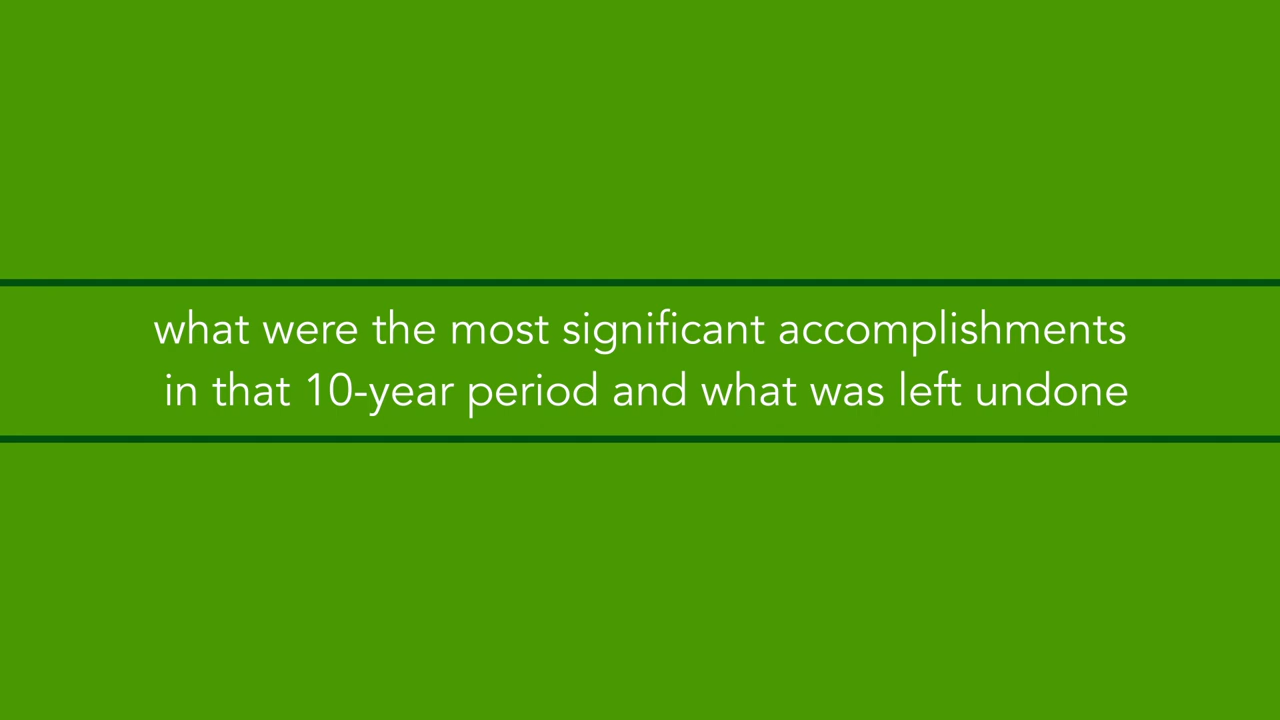 what were the most significant accomplishments
in that 10-year period and what was left undone